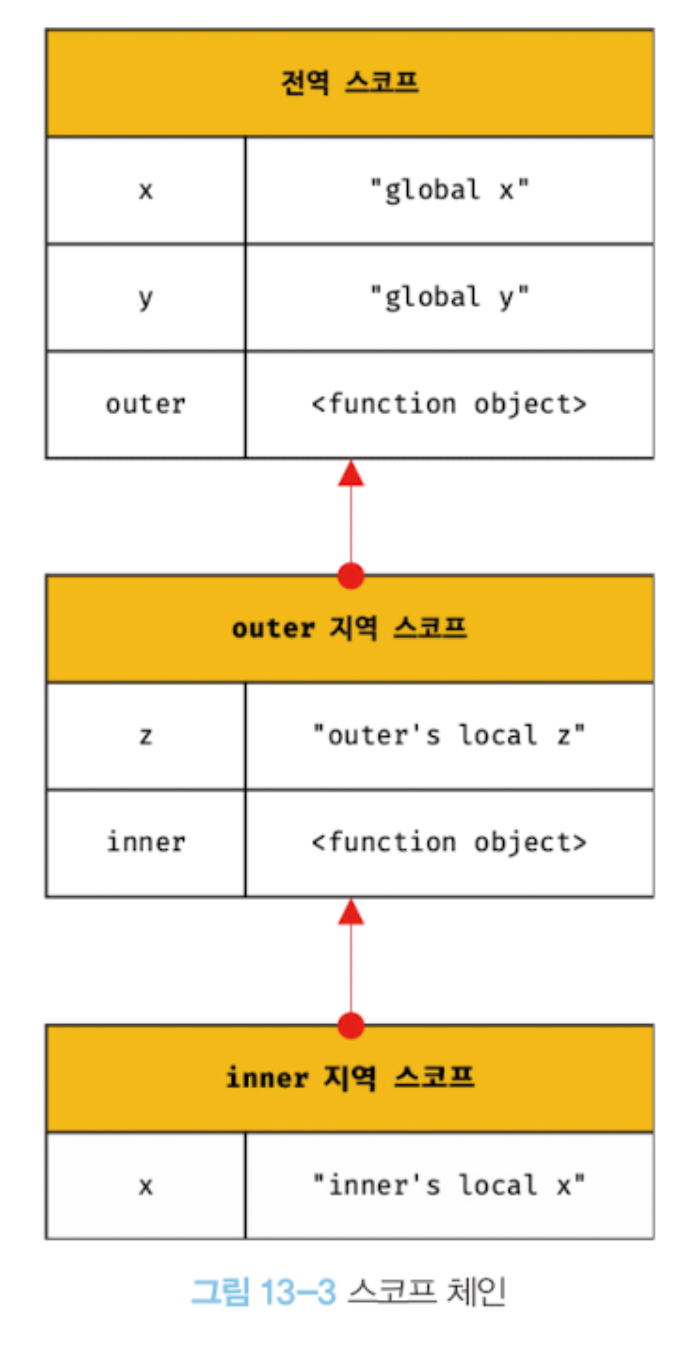 전역 스코프
x "global x"
y "global y"
outer <function object>
outer 지역 스코프
z "outer's local z"
inner <function object>
inner 지역 스코프
x "inner's local x"
그림 13-3 스코프 체인